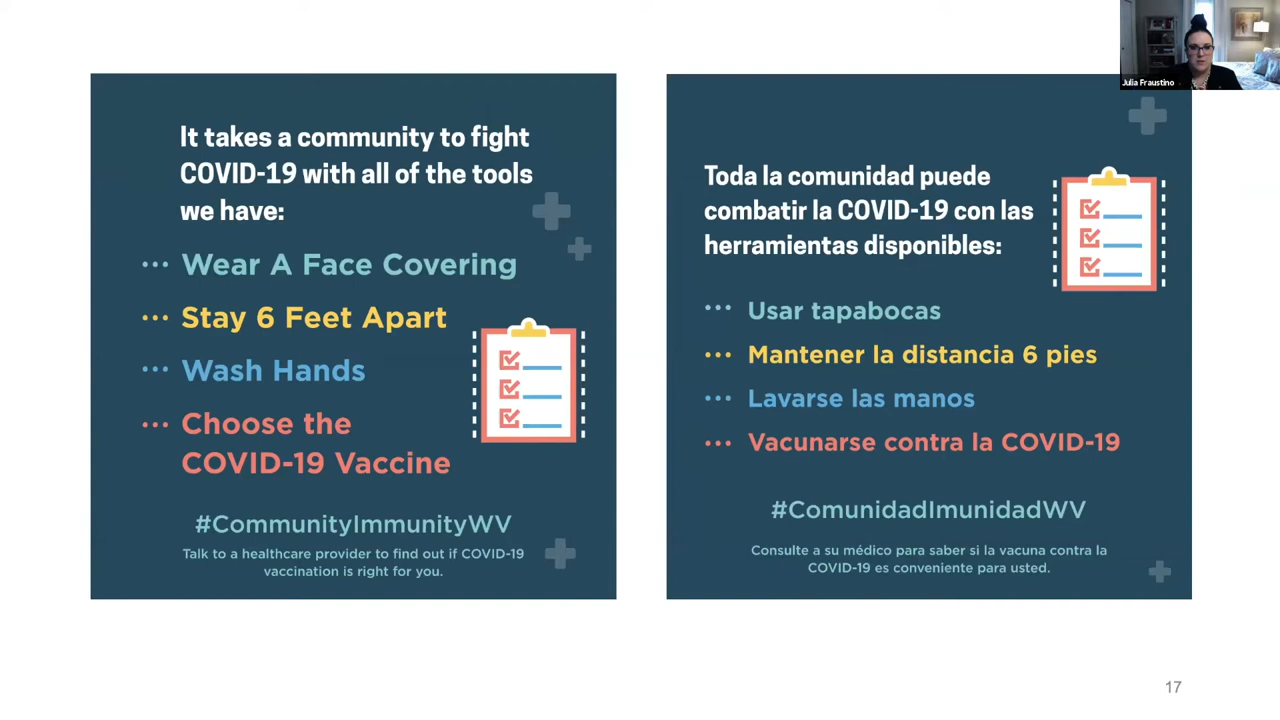 Julia Fraustino
It takes a community to fight
COVID-19 with all of the tools
we have:
... Wear A Face Covering
... Stay 6 Feet Apart
... Wash Hands
... Choose the
COVID-19 Vaccine
#CommunityImmunityWV
Talk to a healthcare provider to find out if COVID-19
vaccination is right for you.
Toda la comunidad puede
combatir la COVID-19 con las
herramientas disponibles:
... Usar tapabocas
... Mantener la distancia 6 pies
... Lavarse las manos
... Vacunarse contra la COVID-19
#ComunidadImunidadWV
Consulte a su médico para saber si la vacuna contra la
COVID-19 es conveniente para usted.
17